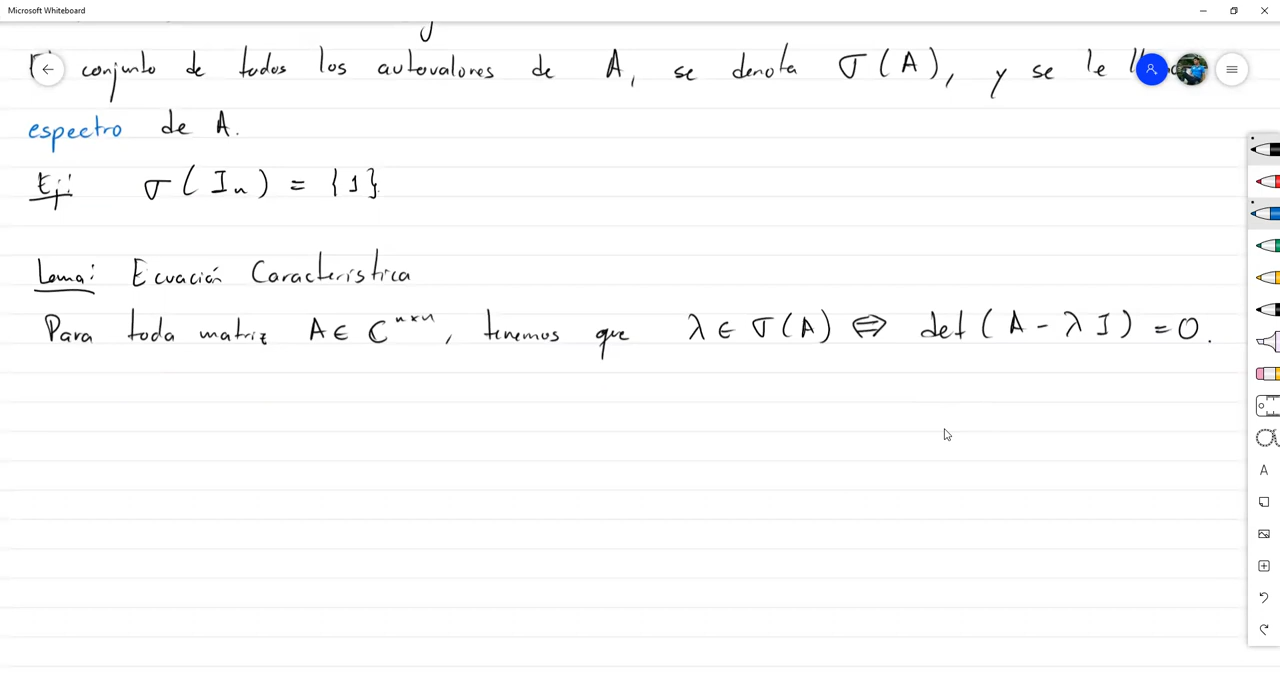 Microsoft Whiteboard
conjunto de todos los autovalores de A, se denota σ(A), y se le
espectro de A.
Ej: σ(Iₙ) = {1}.
Lema: Ecuación Característica
Para toda matriz A ∈ ℂⁿˣⁿ, tenemos que λ ∈ σ(A) ⇔ det(A - λI) = 0.
A